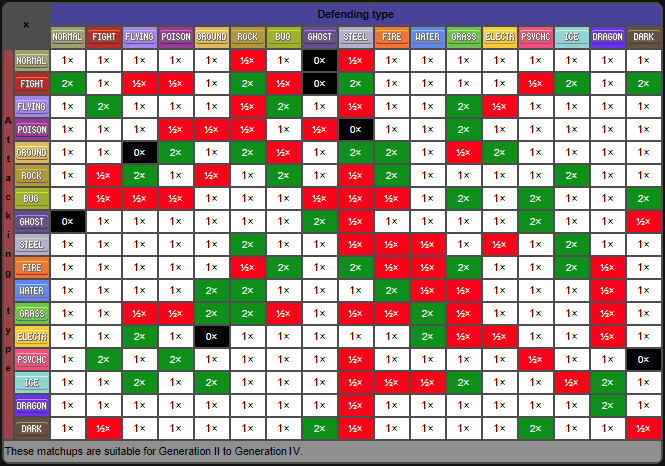 × Defending type
NORMAL FIGHT FLYING POISON GROUND ROCK BUG GHOST STEEL FIRE WATER GRASS ELECTR PSYCHC ICE DRAGON DARK
Attacking type
NORMAL 1× 1× 1× 1× 1× ½× 1× 0× ½× 1× 1× 1× 1× 1× 1× 1× 1×
FIGHT 2× 1× ½× ½× 1× 2× ½× 0× 2× 1× 1× 1× 1× ½× 2× 1× 2×
FLYING 1× 2× 1× 1× 1× ½× 2× 1× ½× 1× 1× 2× ½× 1× 1× 1× 1×
POISON 1× 1× 1× ½× ½× ½× 1× ½× 0× 1× 1× 2× 1× 1× 1× 1× 1×
GROUND 1× 1× 0× 2× 1× 2× ½× 1× 2× 2× 1× ½× 2× 1× 1× 1× 1×
ROCK 1× ½× 2× 1× ½× 1× 2× 1× ½× 2× 1× 1× 1× 1× 2× 1× 1×
BUG 1× ½× ½× ½× 1× 1× 1× ½× ½× ½× 1× 2× 1× 2× 1× 1× 2×
GHOST 0× 1× 1× 1× 1× 1× 1× 2× ½× 1× 1× 1× 1× 2× 1× 1× ½×
STEEL 1× 1× 1× 1× 1× 2× 1× 1× ½× ½× ½× 1× ½× 1× 2× 1× 1×
FIRE 1× 1× 1× 1× 1× ½× 2× 1× 2× ½× ½× 2× 1× 1× 2× ½× 1×
WATER 1× 1× 1× 1× 2× 2× 1× 1× 1× 2× ½× ½× 1× 1× 1× ½× 1×
GRASS 1× 1× ½× ½× 2× 2× ½× 1× ½× ½× 2× ½× 1× 1× 1× ½× 1×
ELECTR 1× 1× 2× 1× 0× 1× 1× 1× 1× 1× 2× ½× ½× 1× 1× ½× 1×
PSYCHC 1× 2× 1× 2× 1× 1× 1× 1× ½× 1× 1× 1× 1× ½× 1× 1× 0×
ICE 1× 1× 2× 1× 2× 1× 1× 1× ½× ½× ½× 2× 1× 1× ½× 2× 1×
DRAGON 1× 1× 1× 1× 1× 1× 1× 1× ½× 1× 1× 1× 1× 1× 1× 2× 1×
DARK 1× ½× 1× 1× 1× 1× 1× 2× ½× 1× 1× 1× 1× 2× 1× 1× ½×
These matchups are suitable for Generation II to Generation IV.